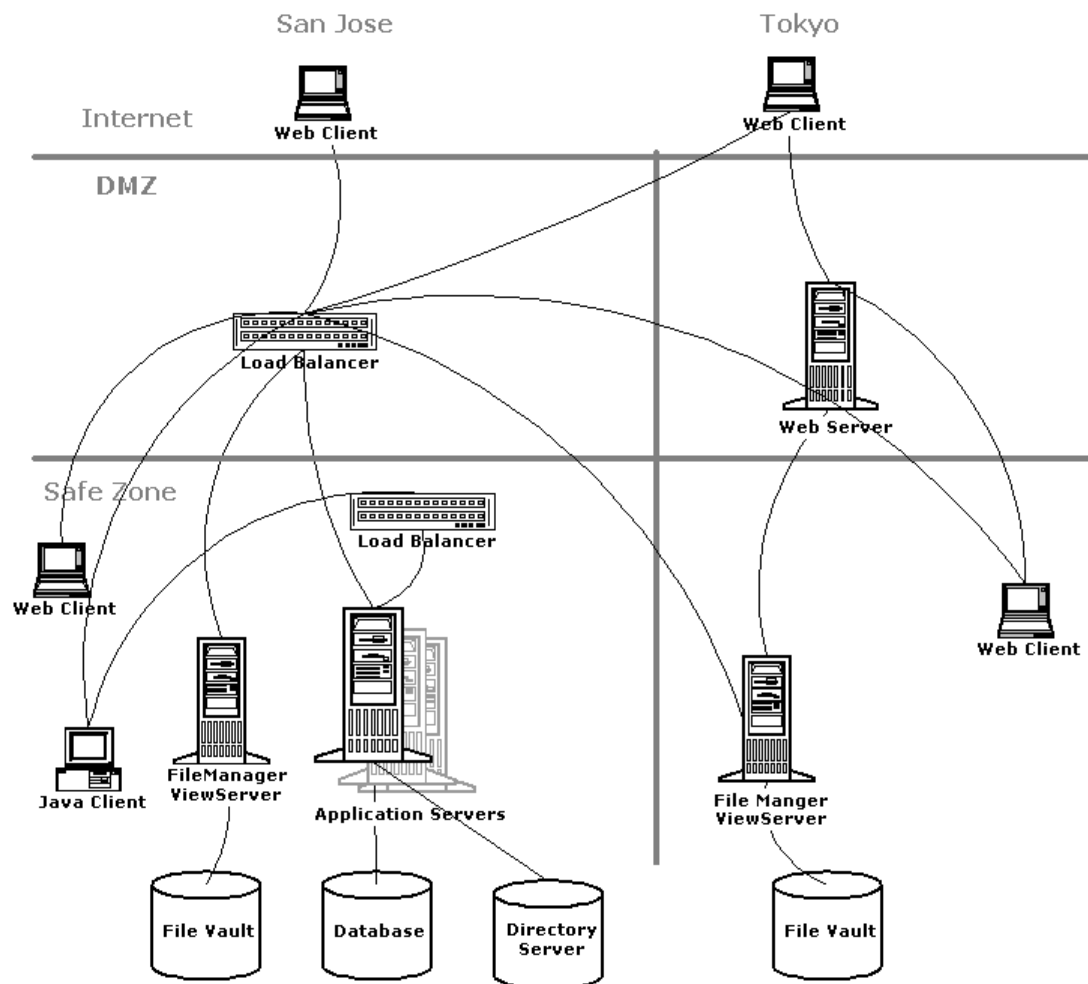 San Jose
Tokyo
Internet
Web Client
Web Client
DMZ
Load Balancer
Web Server
Safe Zone
Load Balancer
Web Client
Web Client
Java Client
FileManager
ViewServer
Application Servers
File Manger
ViewServer
File Vault
Database
Directory
Server
File Vault